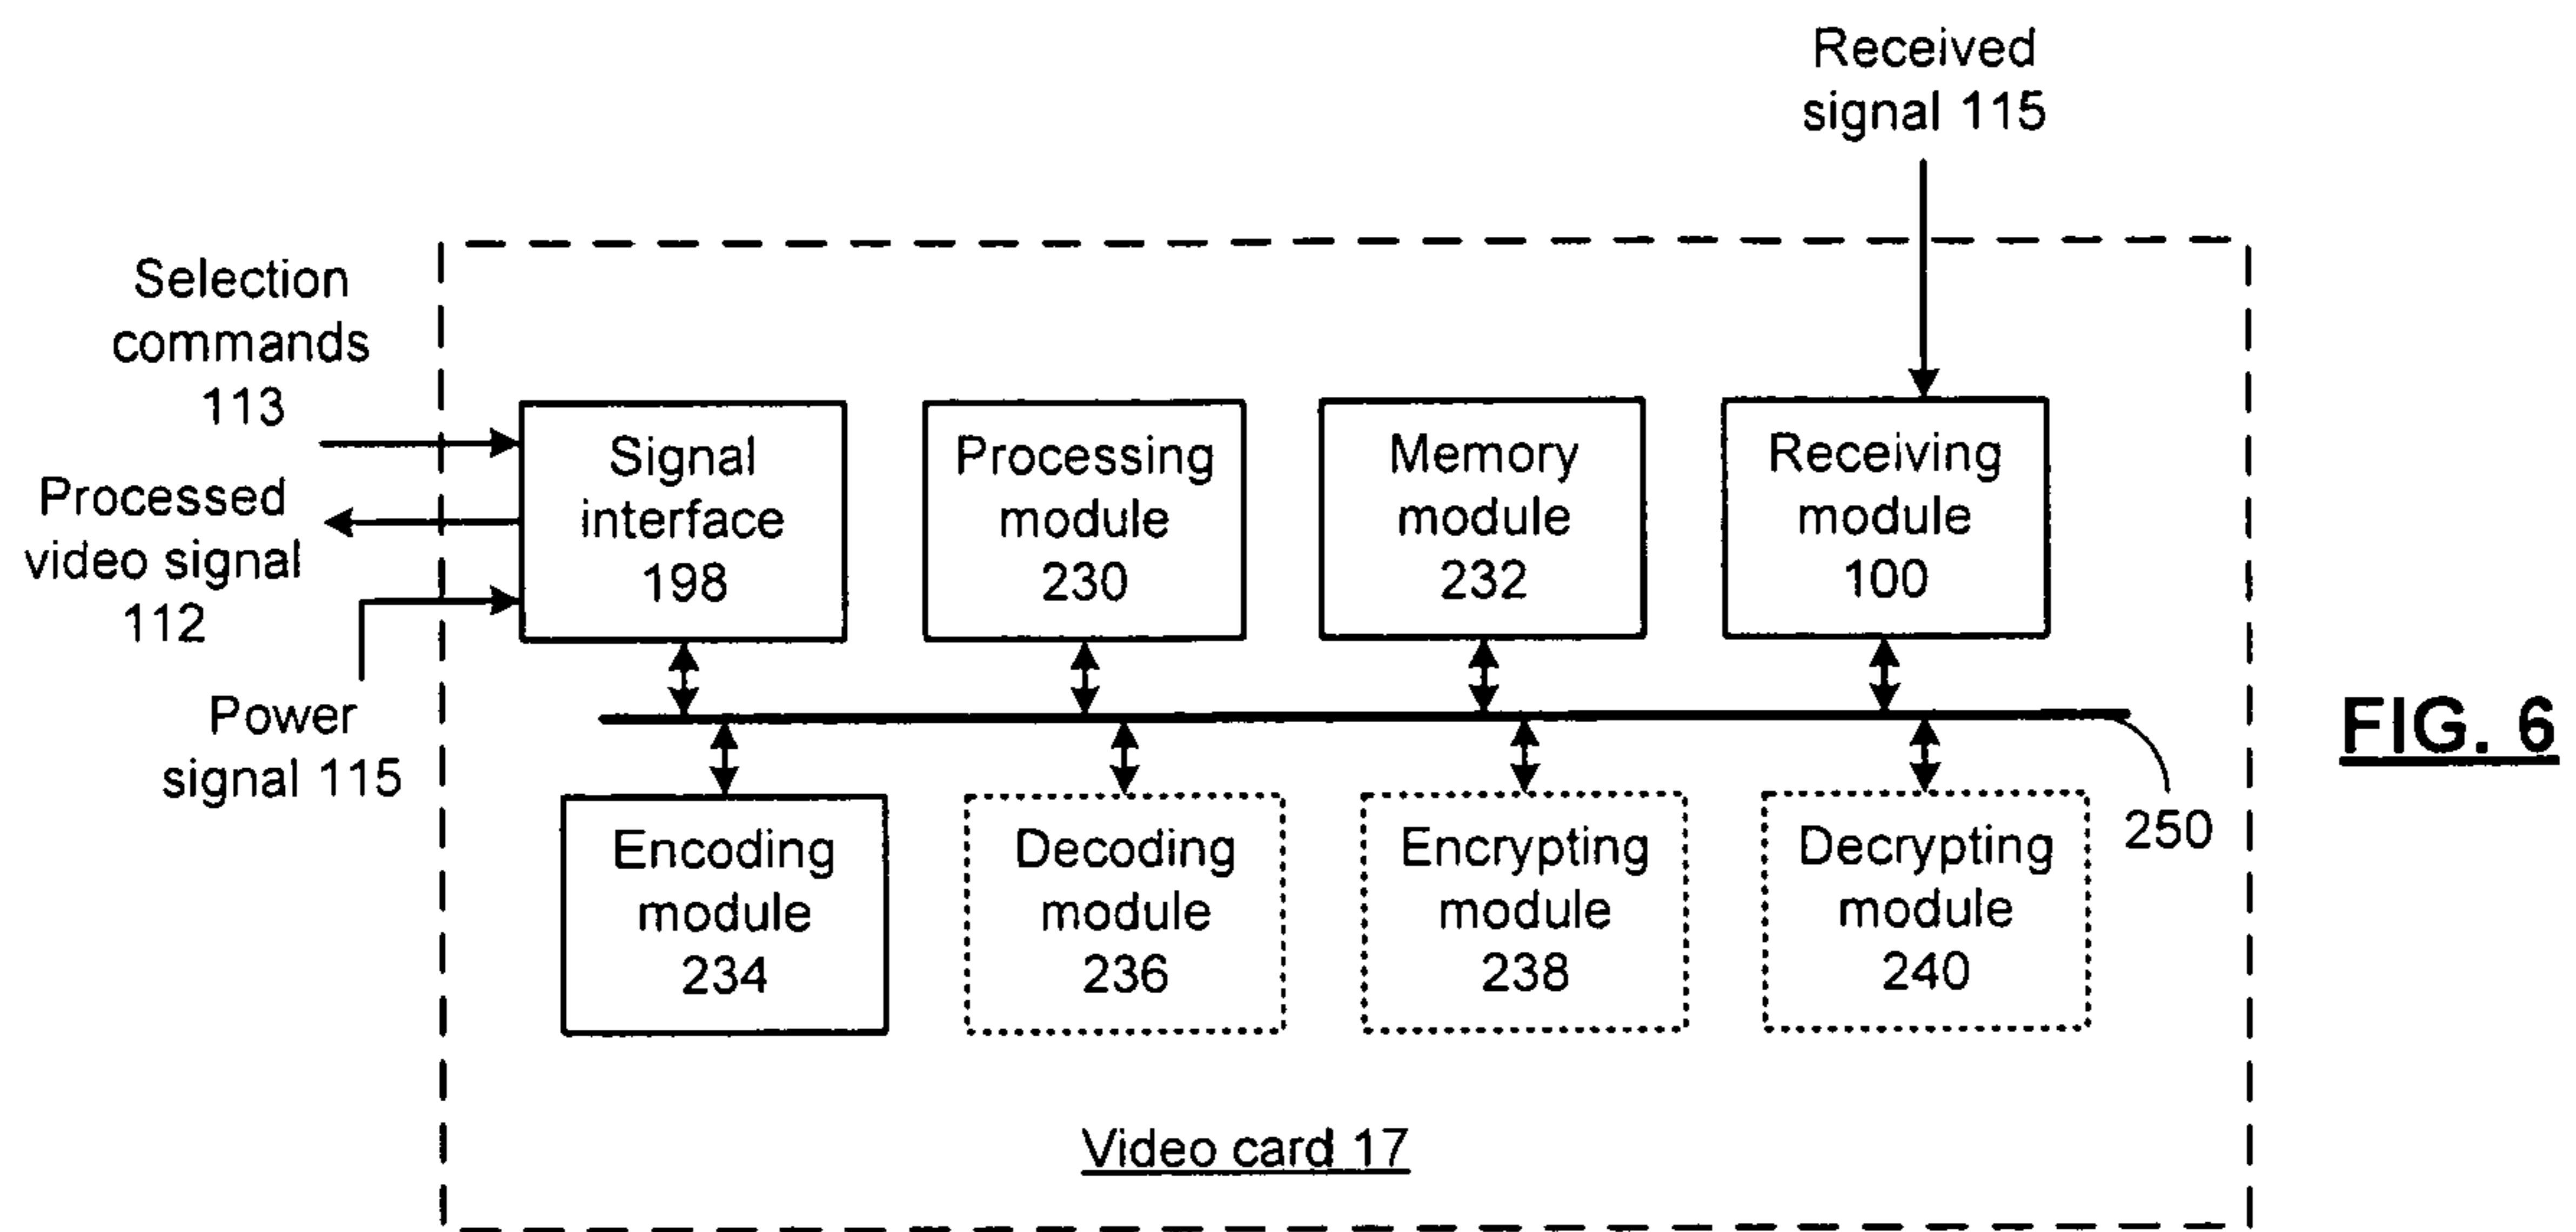 Received
signal 115
Selection
commands
113
Processed
video signal
112
Power
signal 115
Signal
interface
198
Processing
module
230
Memory
module
232
Receiving
module
100
Encoding
module
234
Decoding
module
236
Encrypting
module
238
Decrypting
module
240
250
Video card 17
FIG. 6